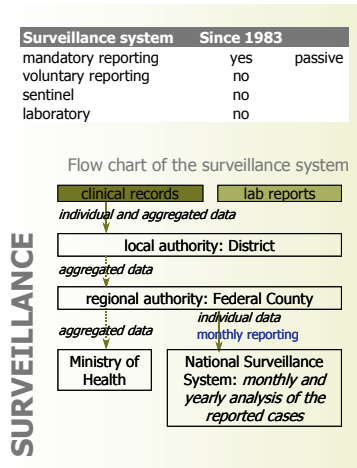 Surveillance system Since 1983
mandatory reporting yes passive
voluntary reporting no
sentinel no
laboratory no
Flow chart of the surveillance system
clinical records lab reports
individual and aggregated data
local authority: District
aggregated data
regional authority: Federal County
individual data
aggregated data monthly reporting
Ministry of
Health
National Surveillance
System: monthly and
yearly analysis of the
reported cases
SURVEILLANCE